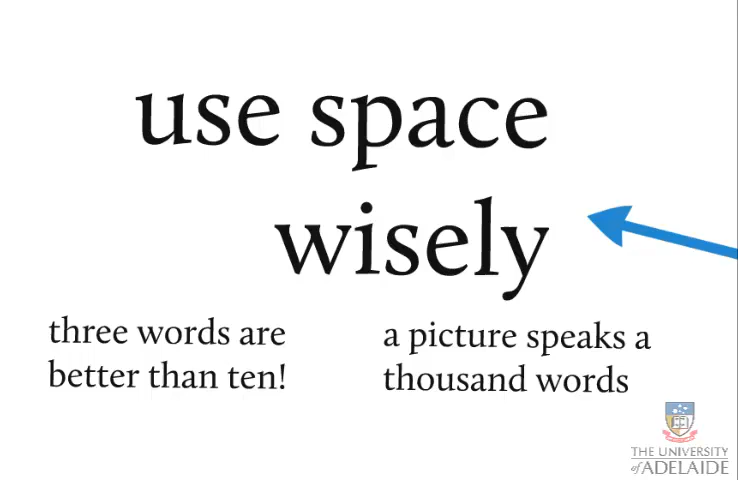 use space
wisely
three words are
better than ten!
a picture speaks a
thousand words
THE UNIVERSITY
of ADELAIDE